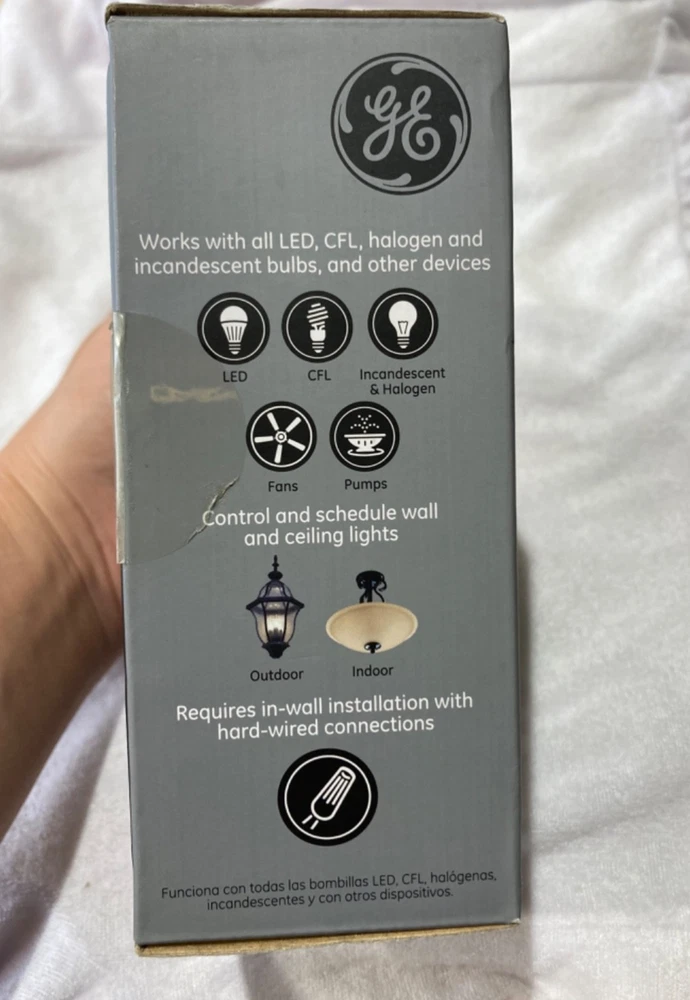 GE
Works with all LED, CFL, halogen and
incandescent bulbs, and other devices
LED CFL Incandescent
& Halogen
Fans Pumps
Control and schedule wall
and ceiling lights
Outdoor Indoor
Requires in-wall installation with
hard-wired connections
Funciona con todas las bombillas LED, CFL, halógenas,
incandescentes y con otros dispositivos.